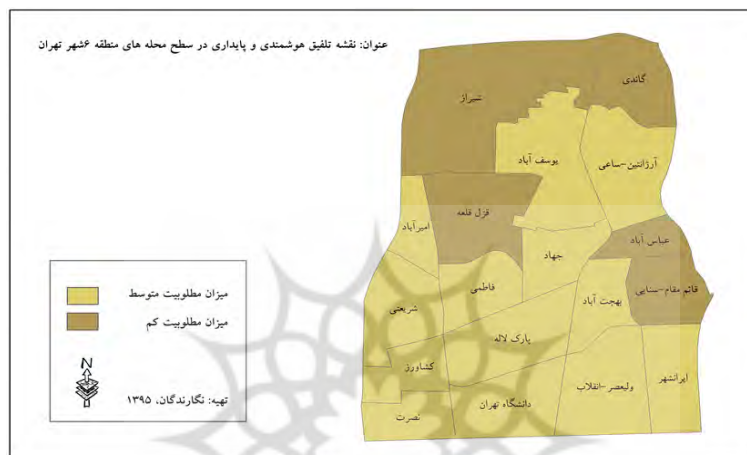 عنوان: نقشه تلفیق هوشمندی و پایداری در سطح محله های منطقه ۶شهر تهران
گاندی
شیراز
یوسف آباد
آرژانتین-ساعی
قزل قلعه
امیرآباد
عباس آباد
جهاد
قائم مقام-سنایی
فاطمی
بهجت آباد
شریعتی
پارک لاله
کشاورز
ایرانشهر
ولیعصر-انقلاب
دانشگاه تهران
نصرت
میزان مطلوبیت متوسط
میزان مطلوبیت کم
N
تهیه: نگارندگان، ۱۳۹۵